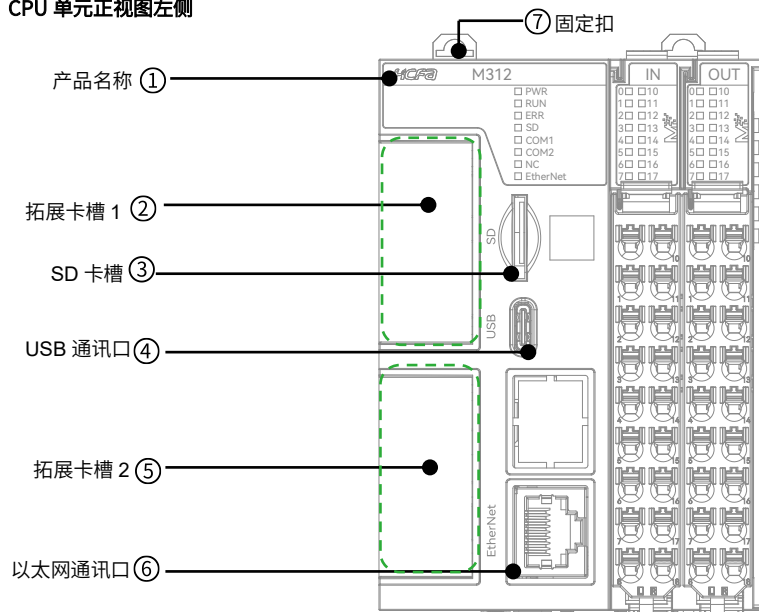 CPU 单元正视图左侧
⑦ 固定扣
产品名称 ①
HCFA M312
PWR
RUN
ERR
SD
COM1
COM2
NC
EtherNet
IN
0 10
1 11
2 12
3 13
4 14
5 15
6 16
7 17
OUT
0 10
1 11
2 12
3 13
4 14
5 15
6 16
7 17
拓展卡槽 1 ②
SD 卡槽 ③
SD
USB 通讯口 ④
USB
拓展卡槽 2 ⑤
EtherNet
以太网通讯口 ⑥